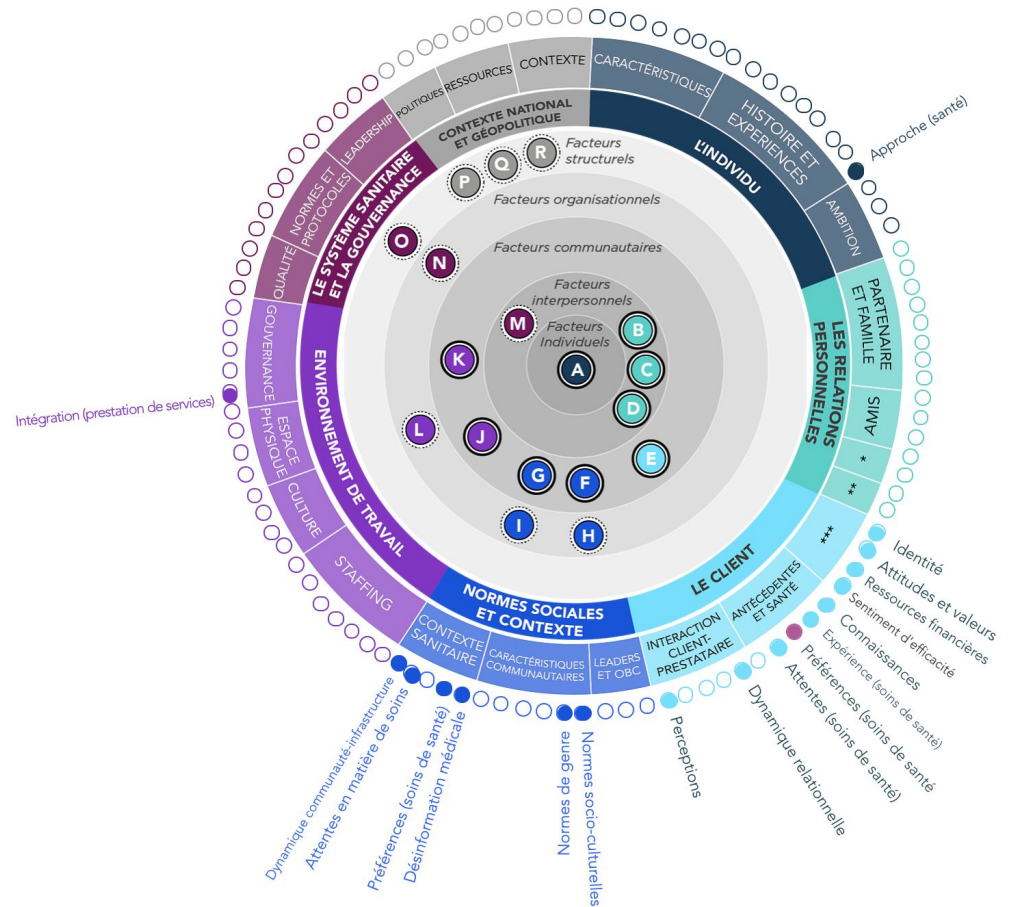 CONTEXTE
RESSOURCES
POLITIQUES
CARACTÉRISTIQUES
HISTOIRE ET
EXPERIENCES
AMBITION
Approche (santé)
CONTEXTE NATIONAL
ET GÉOPOLITIQUE
L'INDIVIDU
LEADERSHIP
NORMES ET
PROTOCOLES
QUALITÉ
LE SYSTÈME SANITAIRE
ET LA GOUVERNANCE
Facteurs
structurels
Facteurs organisationnels
Facteurs communautaires
Facteurs
interpersonnels
Facteurs
Individuels
R
Q
P
O
N
M
B
A
C
K
D
L
J
E
G
F
I
H
PARTENAIRE
ET FAMILLE
AMIS
*
**
LES RELATIONS
PERSONNELLES
GOUVERNANCE
ESPACE
PHYSIQUE
CULTURE
STAFFING
ENVIRONNEMENT DE TRAVAIL
Intégration (prestation de services)
***
LE CLIENT
ANTÉCÉDENTES
ET SANTÉ
INTERACTION
CLIENT-
PRESTATAIRE
NORMES SOCIALES
ET CONTEXTE
CONTEXTE
SANITAIRE
CARACTÉRISTIQUES
COMMUNAUTAIRES
LEADERS
ET OBC
Identité
Attitudes et valeurs
Ressources financières
Sentiment d'efficacité
Connaissances
Expérience (soins de santé)
Préférences (soins de santé
Attentes (soins de santé)
Dynamique relationnelle
Perceptions
Normes socio-culturelles
Normes de genre
Désinformation médicale
Préférences (soins de santé)
Attentes en matière de soins
Dynamique communauté-infrastructure